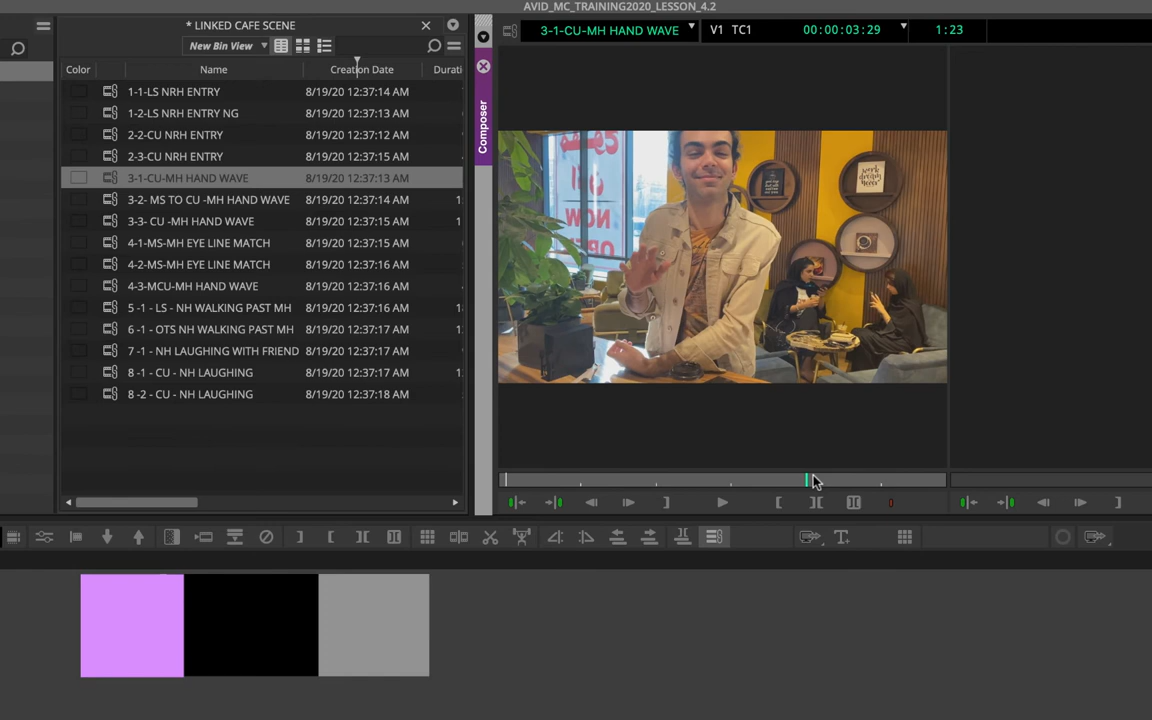 AVID_MC_TRAINING2020_LESSON_4.2
* LINKED CAFE SCENE
3-1-CU-MH HAND WAVE
V1 TC1
00:00:03:29
1:23
New Bin View
Color
Name
Creation Date
Durati
1-1-LS NRH ENTRY 8/19/20 12:37:14 AM
1-2-LS NRH ENTRY NG 8/19/20 12:37:13 AM
2-2-CU NRH ENTRY 8/19/20 12:37:12 AM
2-3-CU NRH ENTRY 8/19/20 12:37:15 AM
3-1-CU-MH HAND WAVE 8/19/20 12:37:13 AM
3-2- MS TO CU -MH HAND WAVE 8/19/20 12:37:14 AM 1
3-3- CU -MH HAND WAVE 8/19/20 12:37:15 AM 1
4-1-MS-MH EYE LINE MATCH 8/19/20 12:37:15 AM
4-2-MS-MH EYE LINE MATCH 8/19/20 12:37:16 AM
4-3-MCU-MH HAND WAVE 8/19/20 12:37:16 AM
5 -1 - LS - NH WALKING PAST MH 8/19/20 12:37:16 AM 1
6 -1 - OTS NH WALKING PAST MH 8/19/20 12:37:17 AM 1
7 -1 - NH LAUGHING WITH FRIEND 8/19/20 12:37:17 AM
8 -1 - CU - NH LAUGHING 8/19/20 12:37:17 AM 1
8 -2 - CU - NH LAUGHING 8/19/20 12:37:18 AM
Composer